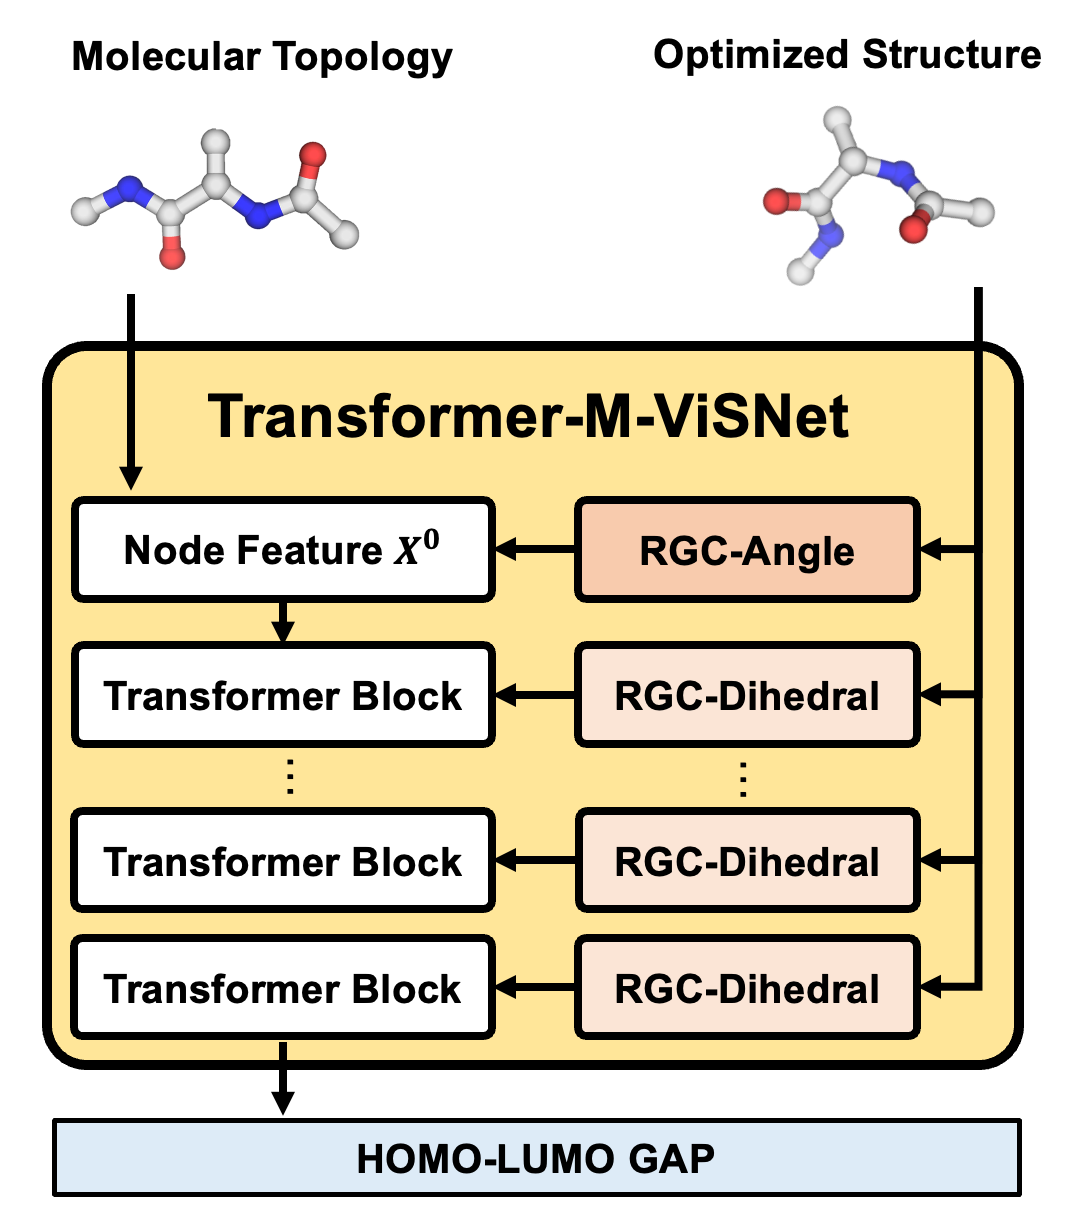 Molecular Topology
Optimized Structure
Transformer-M-ViSNet
Node Feature X⁰
RGC-Angle
Transformer Block
RGC-Dihedral
⋮
⋮
Transformer Block
RGC-Dihedral
Transformer Block
RGC-Dihedral
HOMO-LUMO GAP